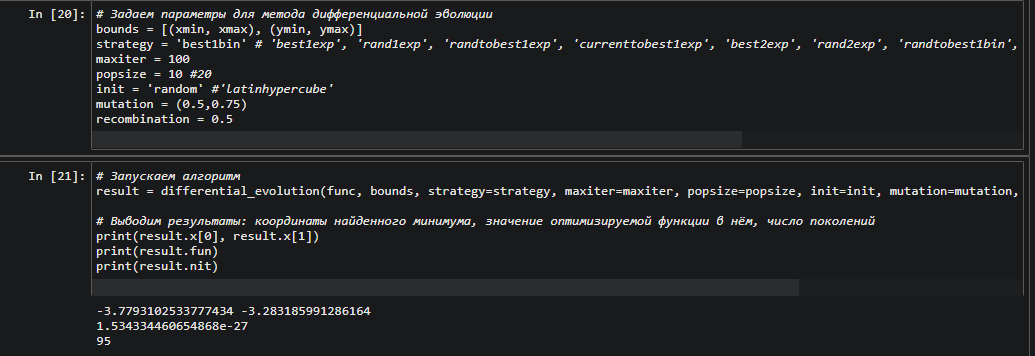 In [20]:
# Задаем параметры для метода дифференциальной эволюции
bounds = [(xmin, xmax), (ymin, ymax)]
strategy = 'best1bin' # 'best1exp', 'rand1exp', 'randtobest1exp', 'currenttobest1exp', 'best2exp', 'rand2exp', 'randtobest1bin',
maxiter = 100
popsize = 10 #20
init = 'random' #'latinhypercube'
mutation = (0.5,0.75)
recombination = 0.5
In [21]:
# Запускаем алгоритм
result = differential_evolution(func, bounds, strategy=strategy, maxiter=maxiter, popsize=popsize, init=init, mutation=mutation,
# Выводим результаты: координаты найденного минимума, значение оптимизируемой функции в нём, число поколений
print(result.x[0], result.x[1])
print(result.fun)
print(result.nit)
-3.7793102533777434 -3.283185991286164
1.534334460654868e-27
95